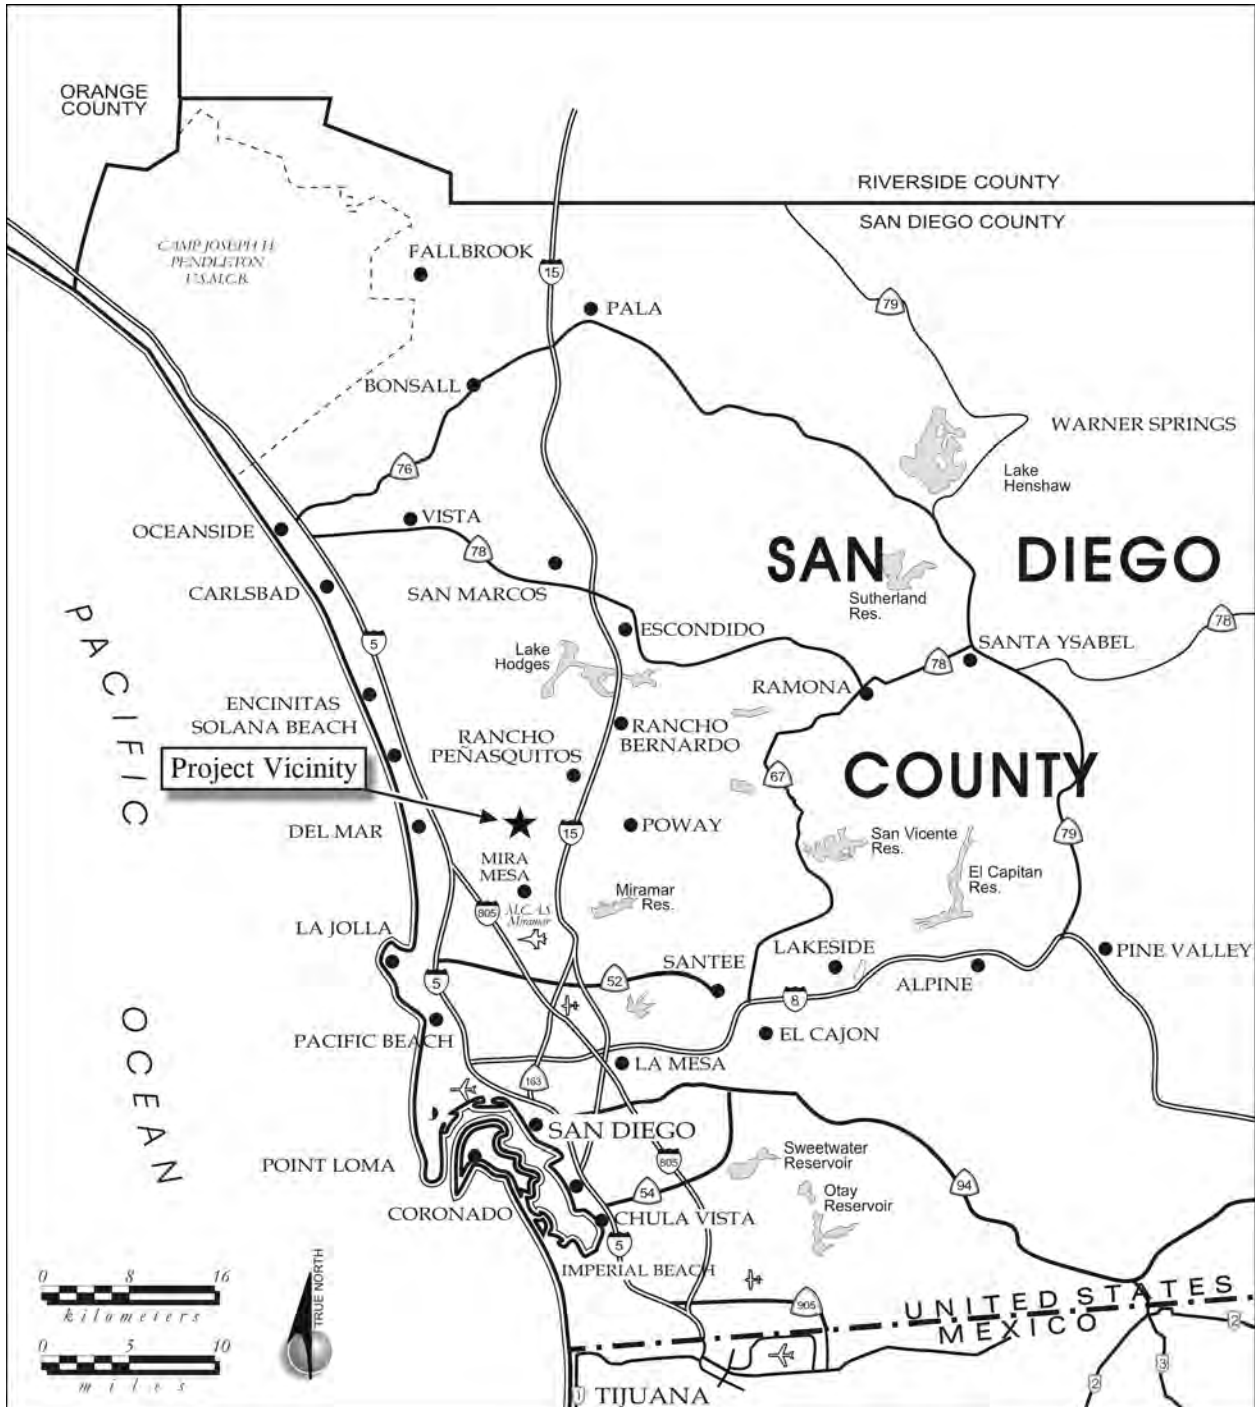 ORANGE
COUNTY
RIVERSIDE COUNTY
SAN DIEGO COUNTY
CAMP JOSEPH H.
PENDLETON
U.S.M.C.B.
FALLBROOK
15
79
PALA
BONSALL
WARNER SPRINGS
76
Lake
Henshaw
OCEANSIDE
VISTA
78
SAN DIEGO
COUNTY
Sutherland
Res.
CARLSBAD
SAN MARCOS
5
ESCONDIDO
78
SANTA YSABEL
78
Lake
Hodges
RAMONA
ENCINITAS
SOLANA BEACH
RANCHO
PEÑASQUITOS
RANCHO
BERNARDO
Project Vicinity
67
DEL MAR
15
POWAY
San Vicente
Res.
79
El Capitan
Res.
MIRA
MESA
805
M.C.A.S.
Miramar
Miramar
Res.
LA JOLLA
SANTEE
LAKESIDE
PINE VALLEY
5
52
8
ALPINE
PACIFIC BEACH
EL CAJON
LA MESA
163
PACIFIC
OCEAN
SAN DIEGO
POINT LOMA
805
Sweetwater
Reservoir
54
94
Otay
Reservoir
CORONADO
CHULA VISTA
5
IMPERIAL BEACH
905
UNITED STATES
MEXICO
2
3
2
1
TIJUANA
0 8 16
kilometers
0 5 10
miles
TRUE NORTH